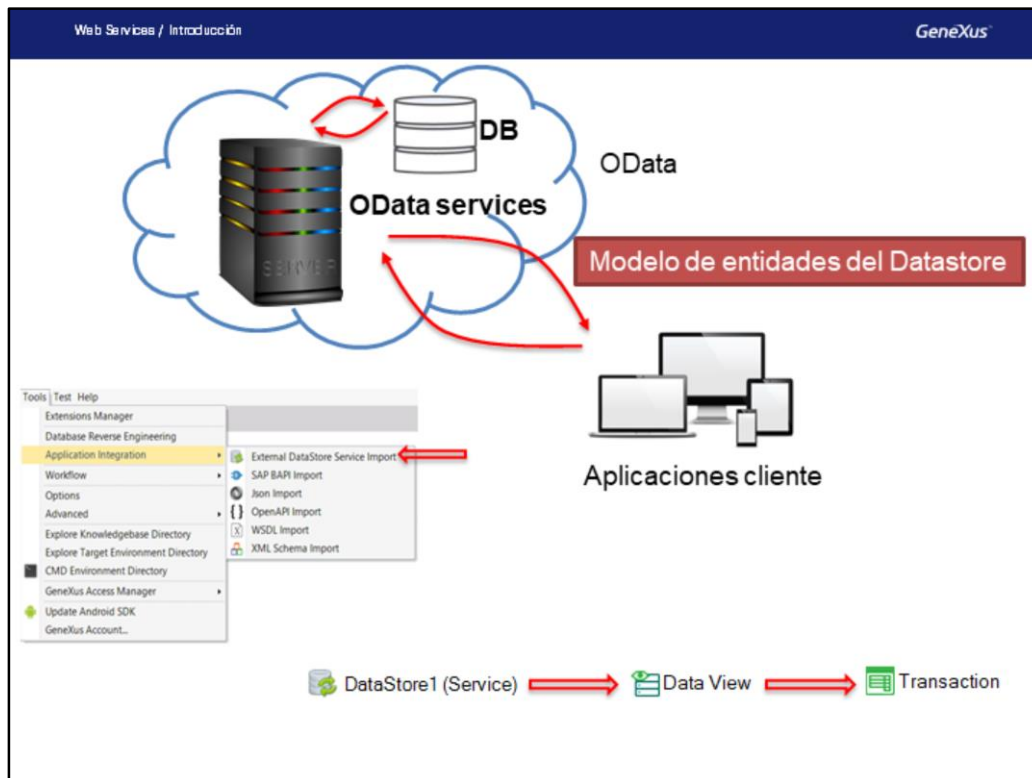 Web Services / Introducción
GeneXus
DB
OData
OData services
SERVER
Modelo de entidades del Datastore
Aplicaciones cliente
Tools Test Help
Extensions Manager
Database Reverse Engineering
Application Integration
Workflow
Options
Advanced
Explore Knowledgebase Directory
Explore Target Environment Directory
CMD Environment Directory
GeneXus Access Manager
Update Android SDK
GeneXus Account...
External DataStore Service Import
SAP BAPI Import
Json Import
OpenAPI Import
WSDL Import
XML Schema Import
DataStore1 (Service) Data View Transaction